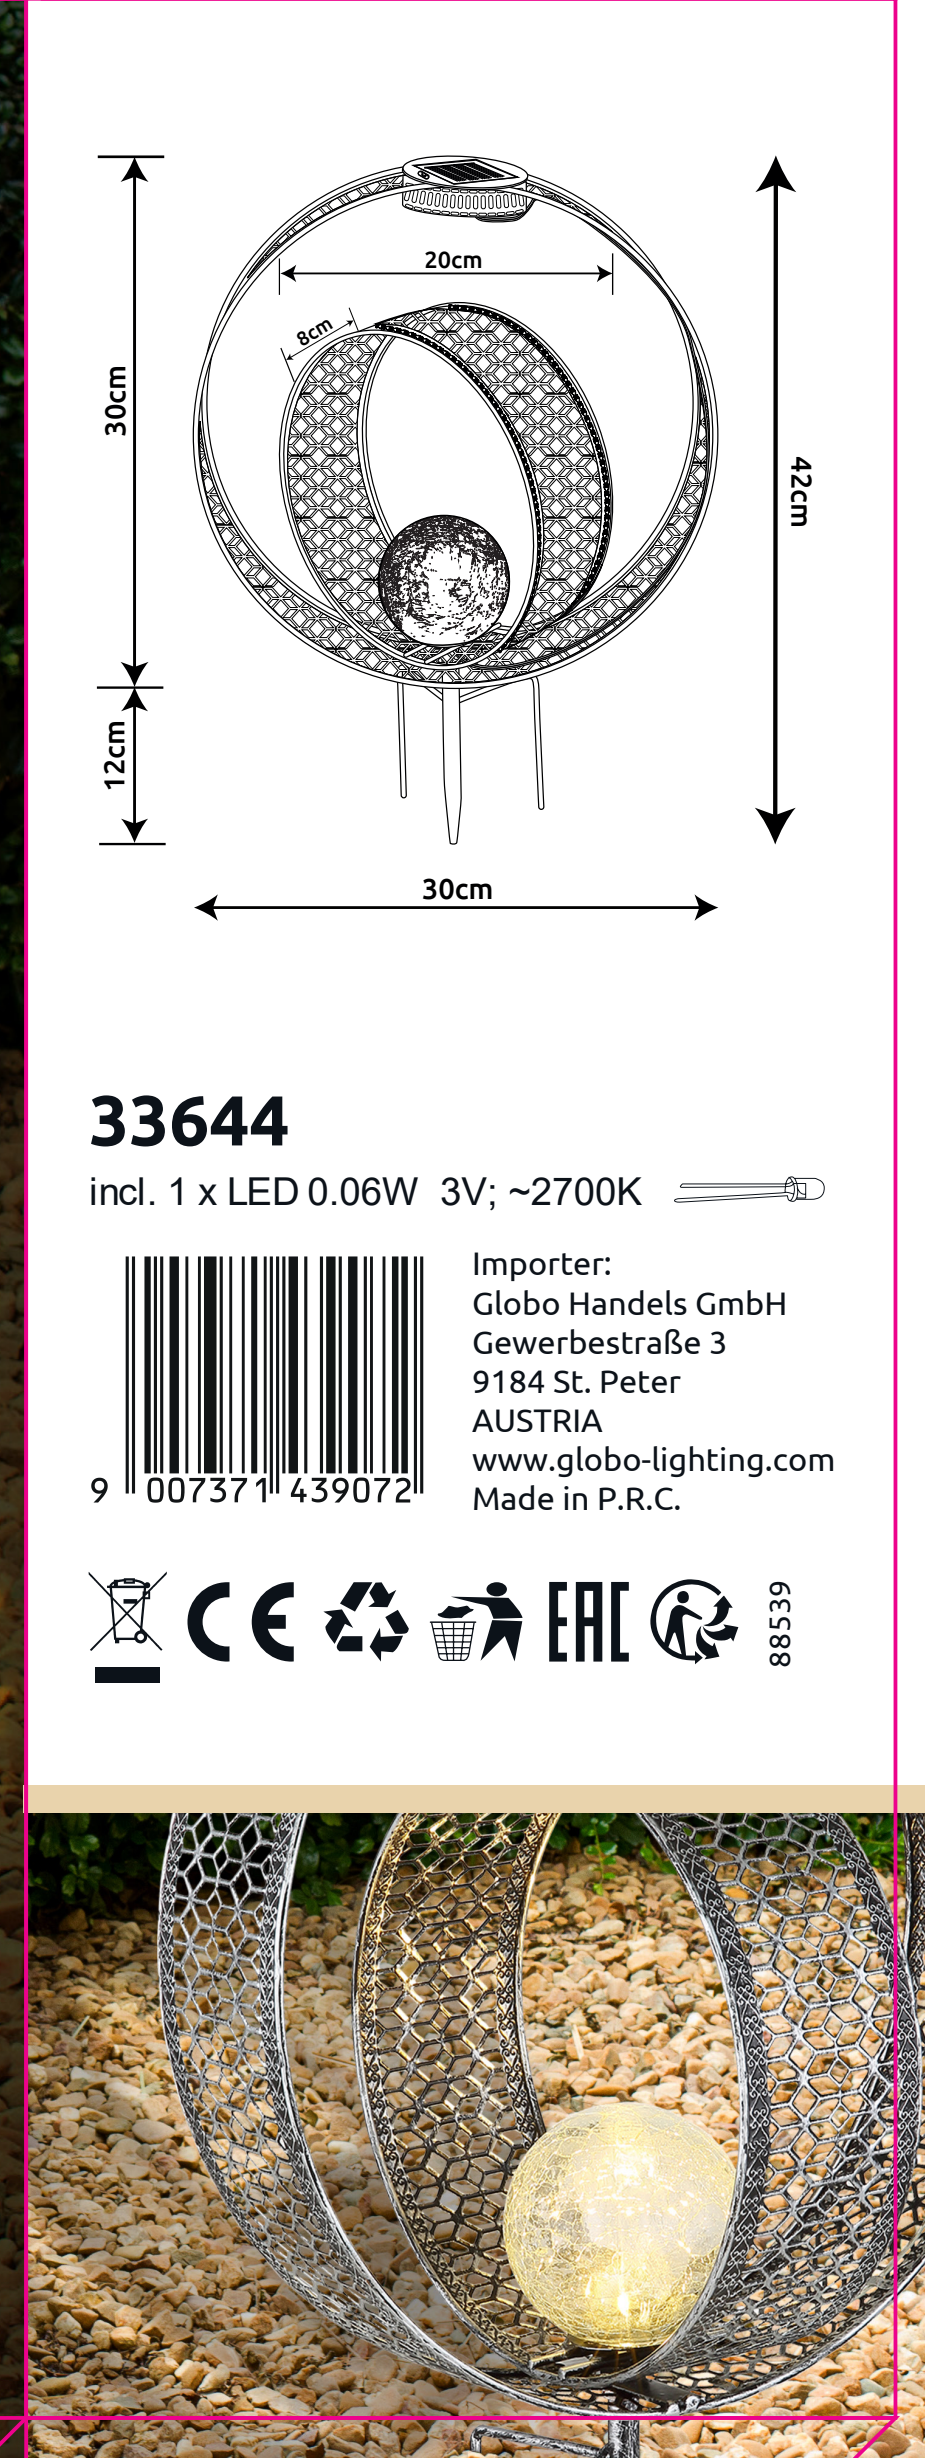 20cm
8cm
30cm
42cm
12cm
30cm
33644
incl. 1 x LED 0.06W 3V; ~2700K
Importer:
Globo Handels GmbH
Gewerbestraße 3
9184 St. Peter
AUSTRIA
www.globo-lighting.com
Made in P.R.C.
9 007371 439072
CE
EAC
88539